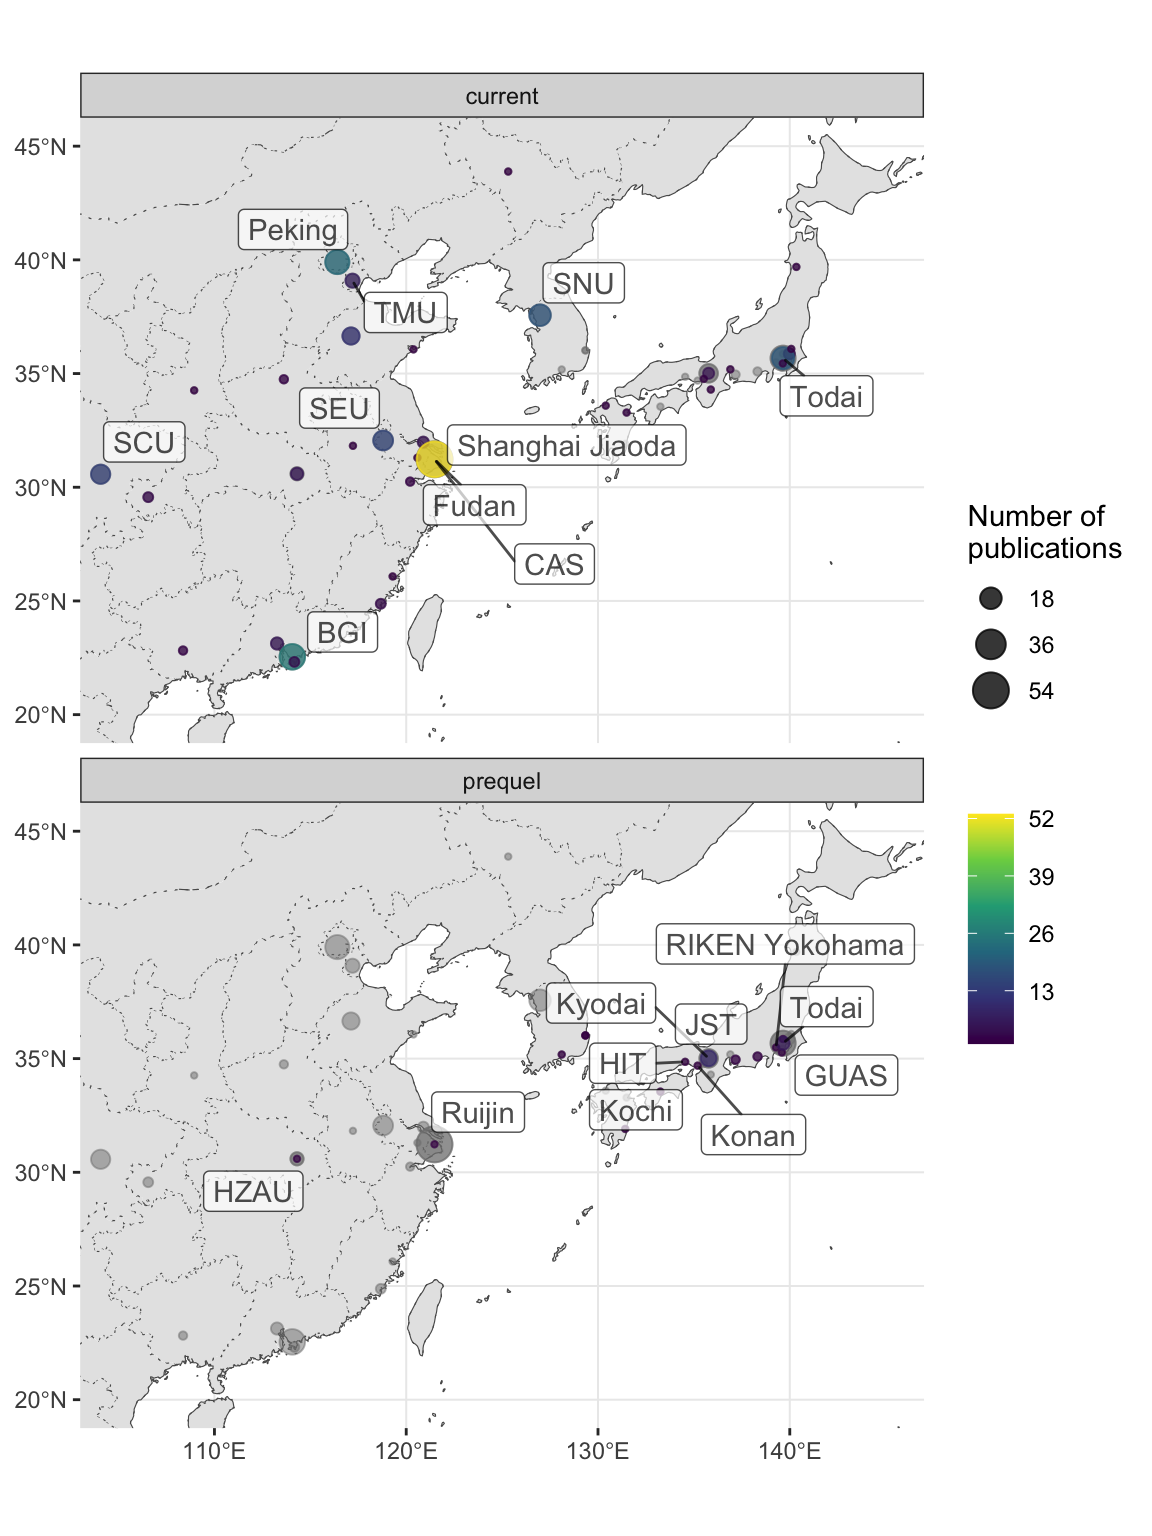 current
45°N
40°N
35°N
30°N
25°N
20°N
Peking
TMU
SNU
Todai
SEU
SCU
Shanghai Jiaoda
Fudan
CAS
BGI
prequel
45°N
40°N
35°N
30°N
25°N
20°N
RIKEN Yokohama
Kyodai
JST
Todai
HIT
GUAS
Kochi
Konan
Ruijin
HZAU
110°E
120°E
130°E
140°E
Number of
publications
18
36
54
52
39
26
13